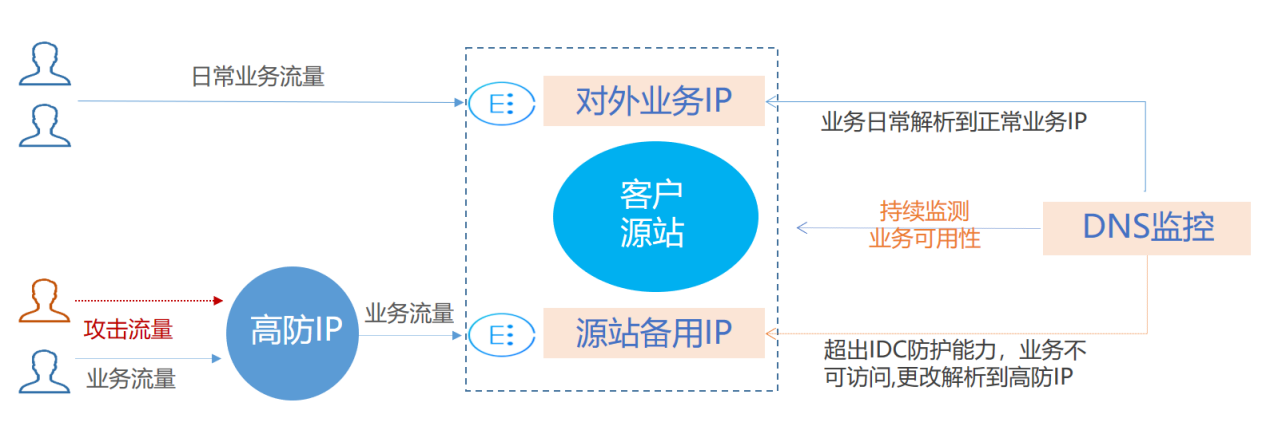 日常业务流量
E
对外业务IP
业务日常解析到正常业务IP
客户
源站
持续监测
业务可用性
DNS监控
攻击流量
业务流量
高防IP
业务流量
E
源站备用IP
超出IDC防护能力，业务不
可访问,更改解析到高防IP